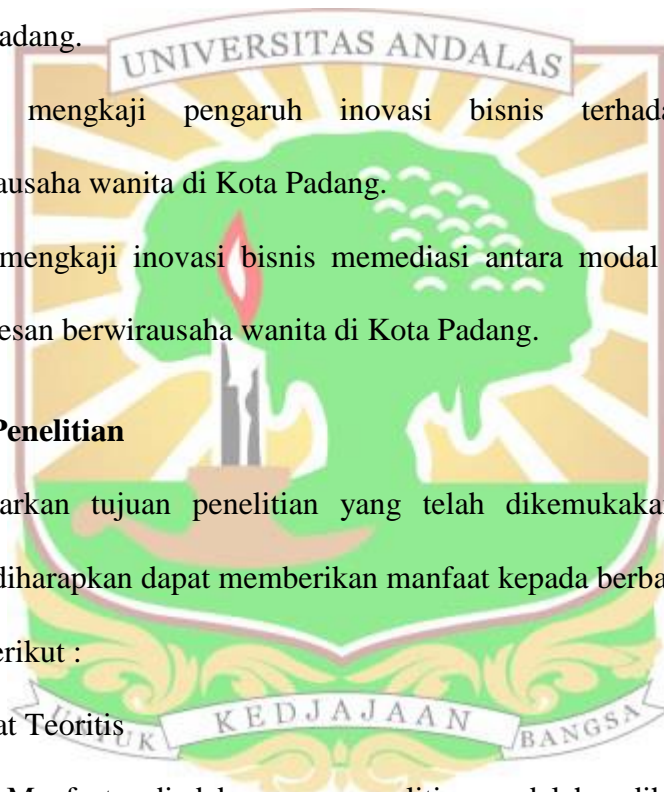 adang.
UNIVERSITAS ANDALAS
mengkaji pengaruh inovasi bisnis terhada
ausaha wanita di Kota Padang.
mengkaji inovasi bisnis memediasi antara modal
esan berwirausaha wanita di Kota Padang.
Penelitian
arkan tujuan penelitian yang telah dikemukakan
diharapkan dapat memberikan manfaat kepada berba
erikut :
at Teoritis
UNTUK KEDJAJAAN BANGSA